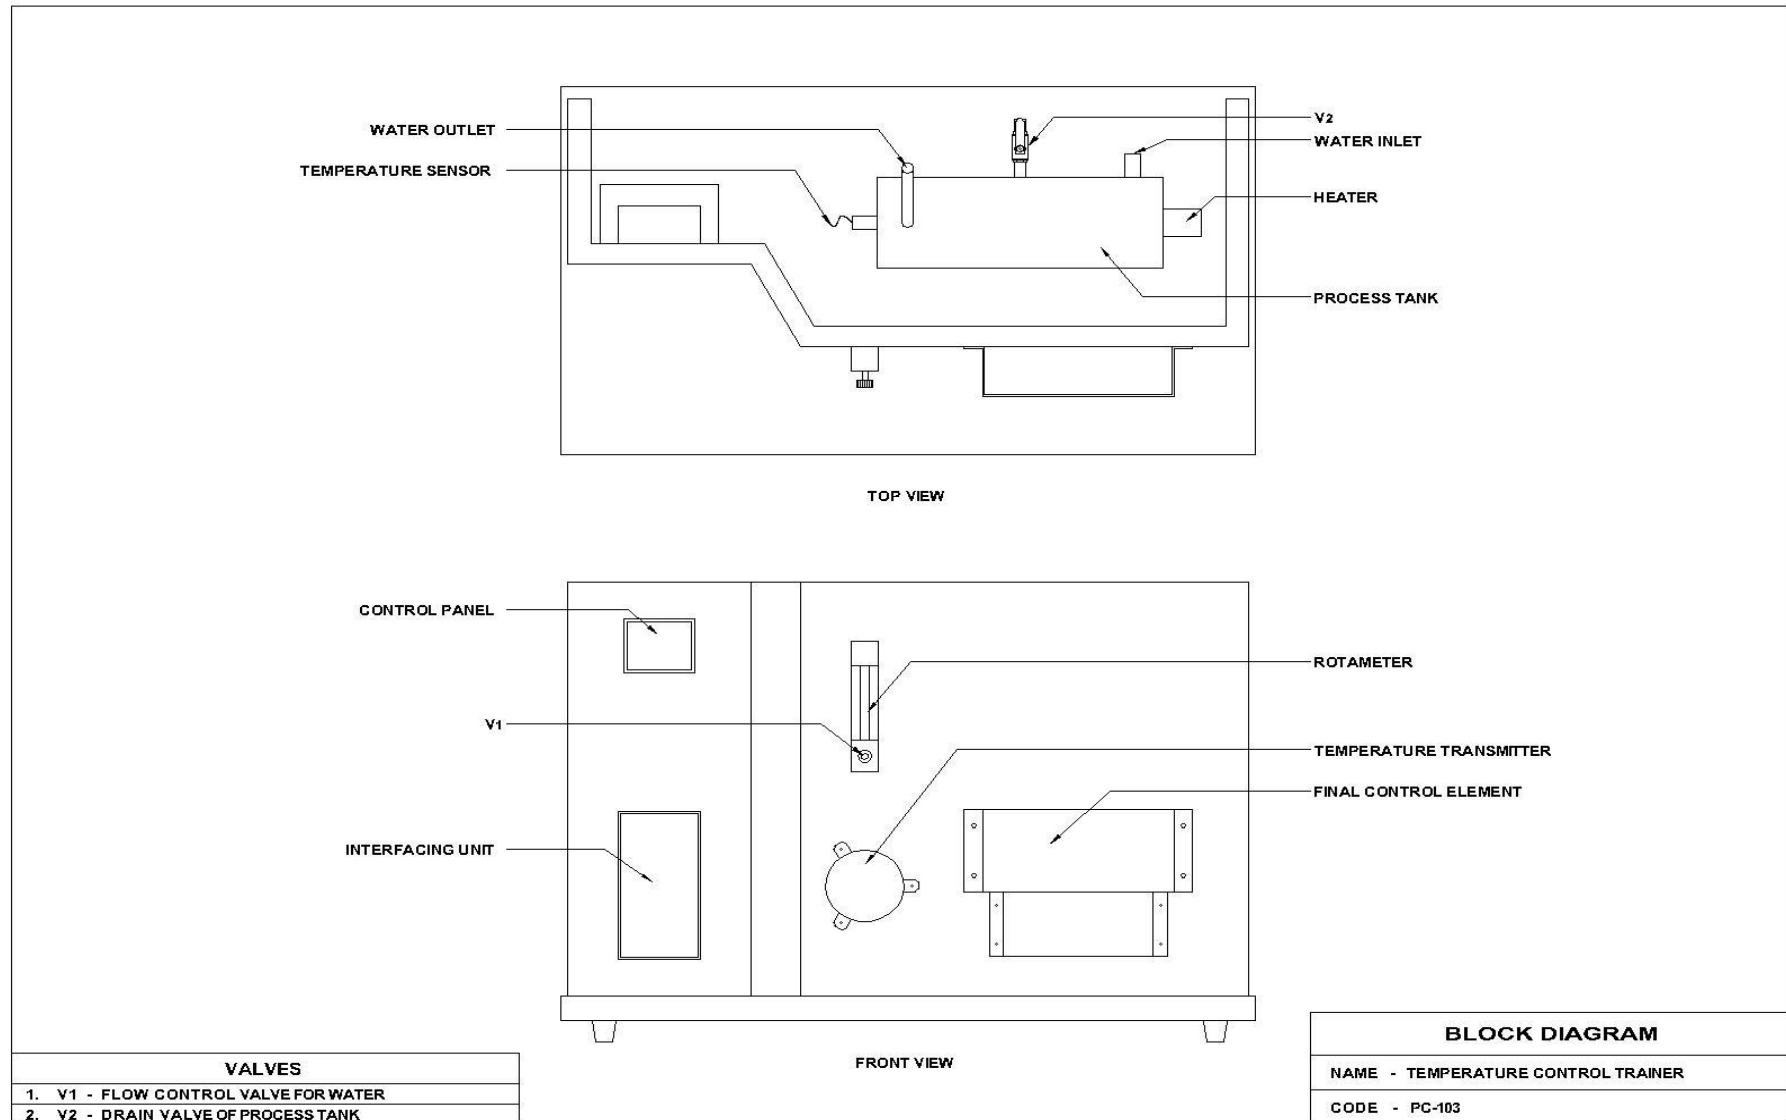 WATER OUTLET
TEMPERATURE SENSOR
V2
WATER INLET
HEATER
PROCESS TANK
TOP VIEW
CONTROL PANEL
V1
INTERFACING UNIT
ROTAMETER
TEMPERATURE TRANSMITTER
FINAL CONTROL ELEMENT
FRONT VIEW
VALVES
1. V1 - FLOW CONTROL VALVE FOR WATER
2. V2 - DRAIN VALVE OF PROCESS TANK
BLOCK DIAGRAM
NAME - TEMPERATURE CONTROL TRAINER
CODE - PC-103